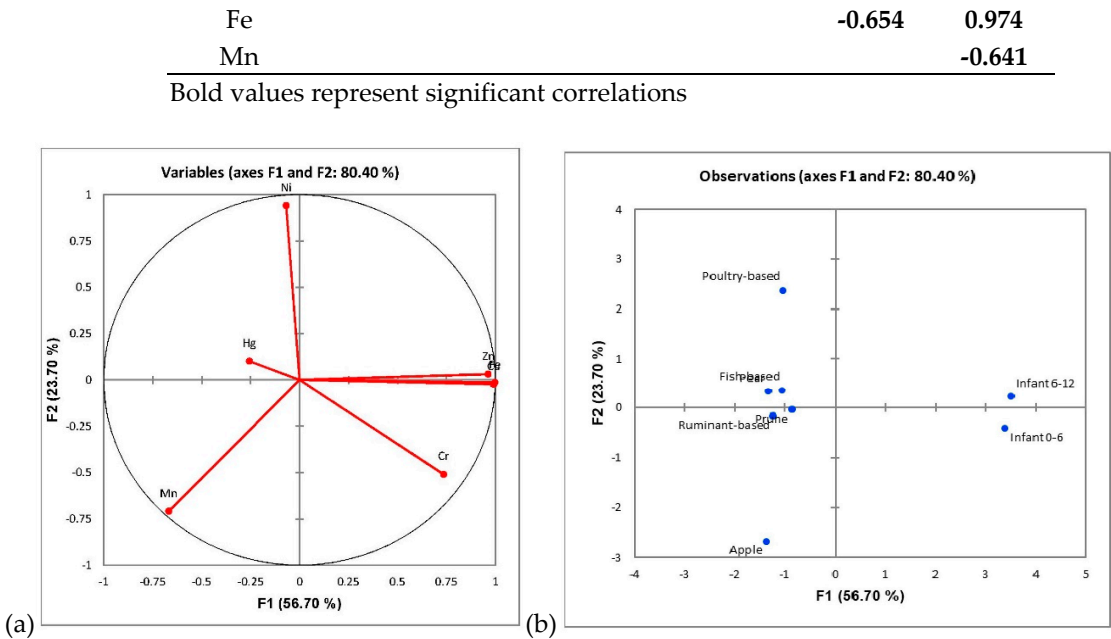 Fe -0.654 0.974
Mn -0.641
Bold values represent significant correlations
Variables (axes F1 and F2: 80.40 %)
Ni
1
0.75
0.5
0.25
0
-0.25
-0.5
-0.75
-1
Hg
Zn
Fe
Cr
Mn
F2 (23.70 %)
-1 -0.75 -0.5 -0.25 0 0.25 0.5 0.75 1
F1 (56.70 %)
(a)
Observations (axes F1 and F2: 80.40 %)
4
3
2
1
0
-1
-2
-3
Poultry-based
Fish-based
Pear
Infant 6-12
Ruminant-based
Prune
Infant 0-6
Apple
F2 (23.70 %)
-4 -3 -2 -1 0 1 2 3 4 5
F1 (56.70 %)
(b)